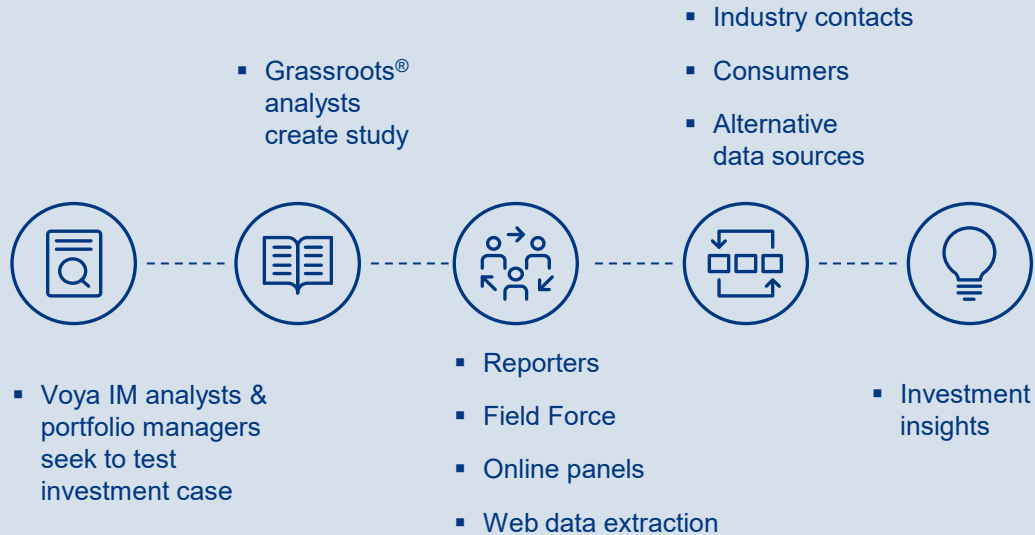 ▪ Industry contacts
▪ Consumers
▪ Alternative
data sources
▪ Grassroots®
analysts
create study
▪ Voya IM analysts &
portfolio managers
seek to test
investment case
▪ Reporters
▪ Field Force
▪ Online panels
▪ Web data extraction
▪ Investment
insights